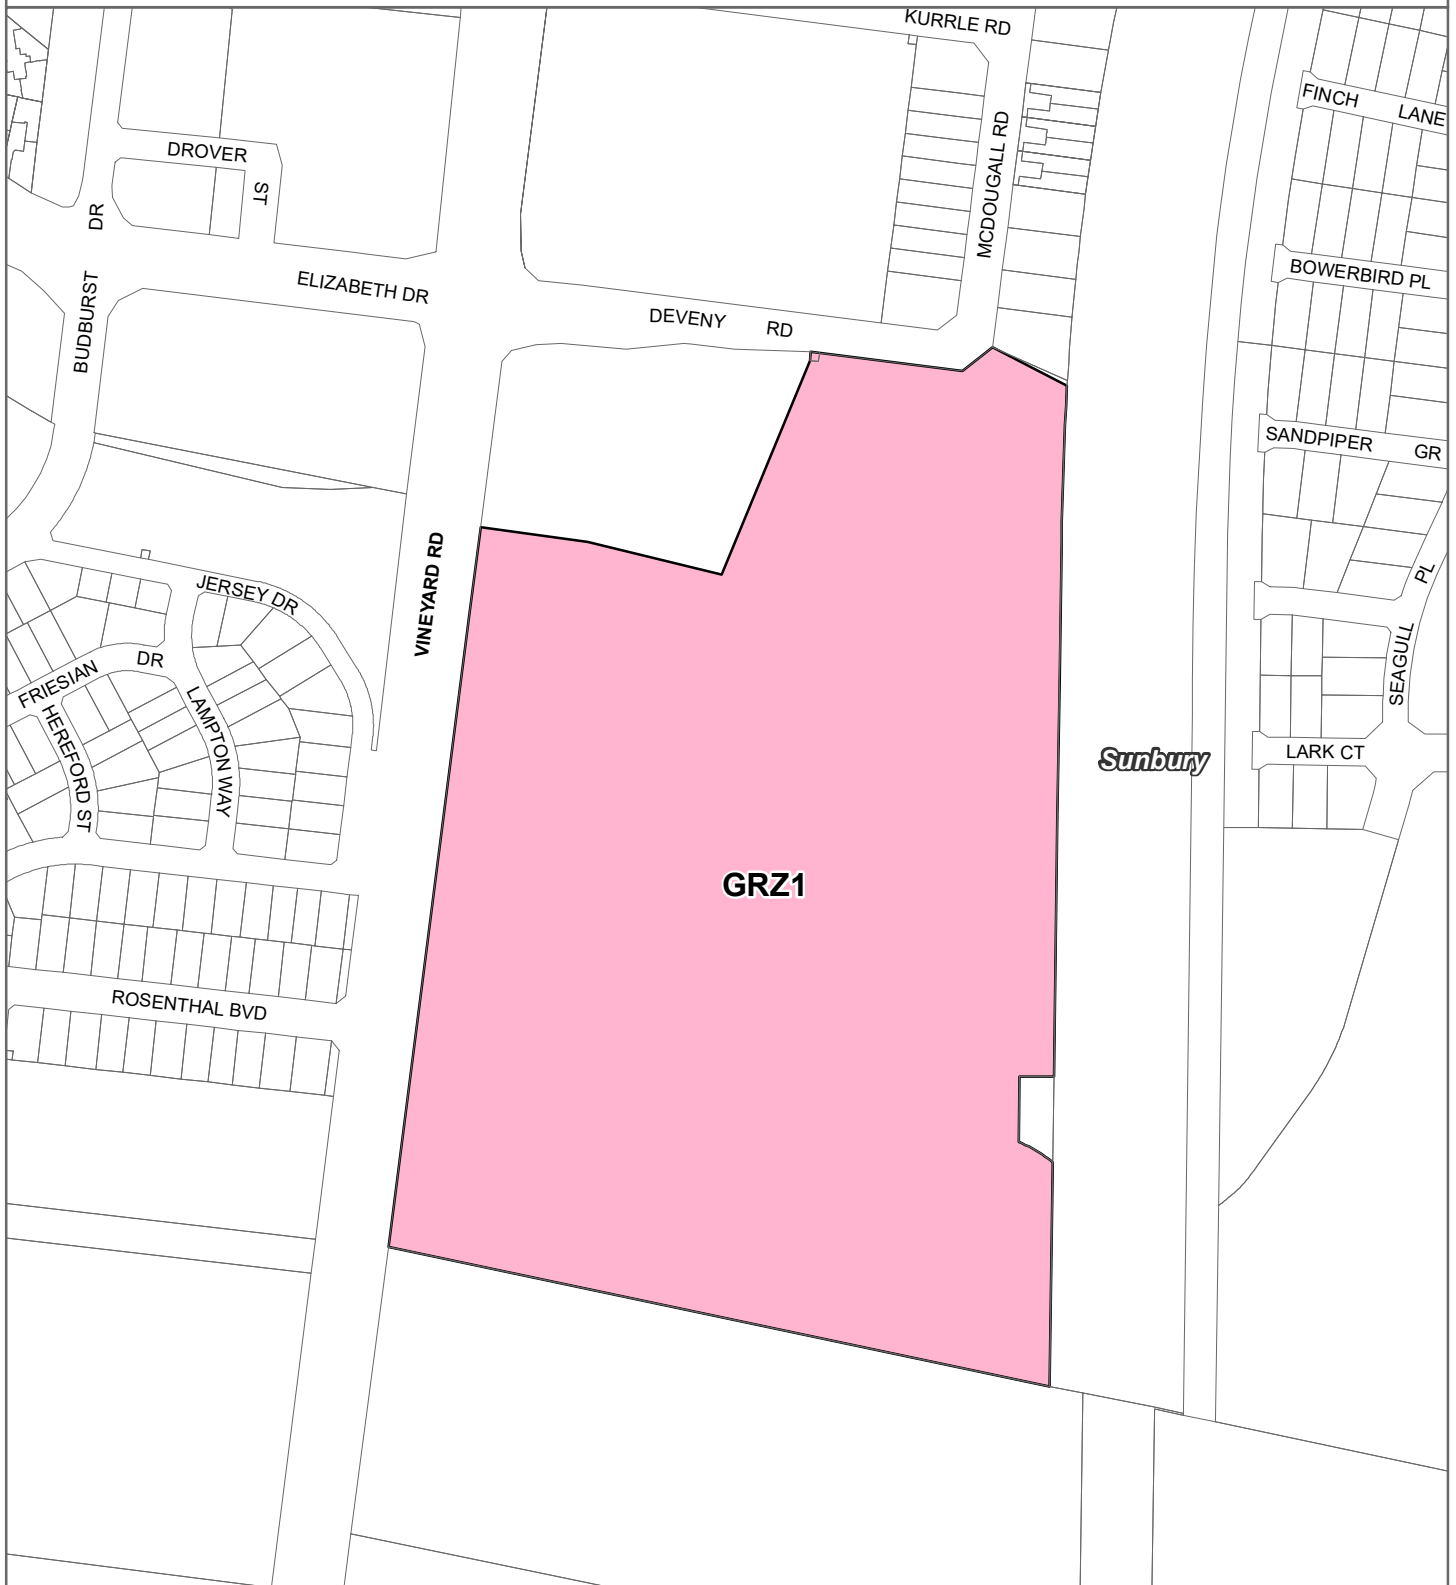 KURRLE RD
FINCH LANE
DROVER
ST
MCDOUGALL RD
DR
BUDBURST
ELIZABETH DR
BOWERBIRD PL
DEVENY RD
SANDPIPER GR
VINEYARD RD
JERSEY DR
PL
SEAGULL
FRIESIAN
DR
LAMPTON WAY
HEREFORD ST
LARK CT
Sunbury
GRZ1
ROSENTHAL BVD